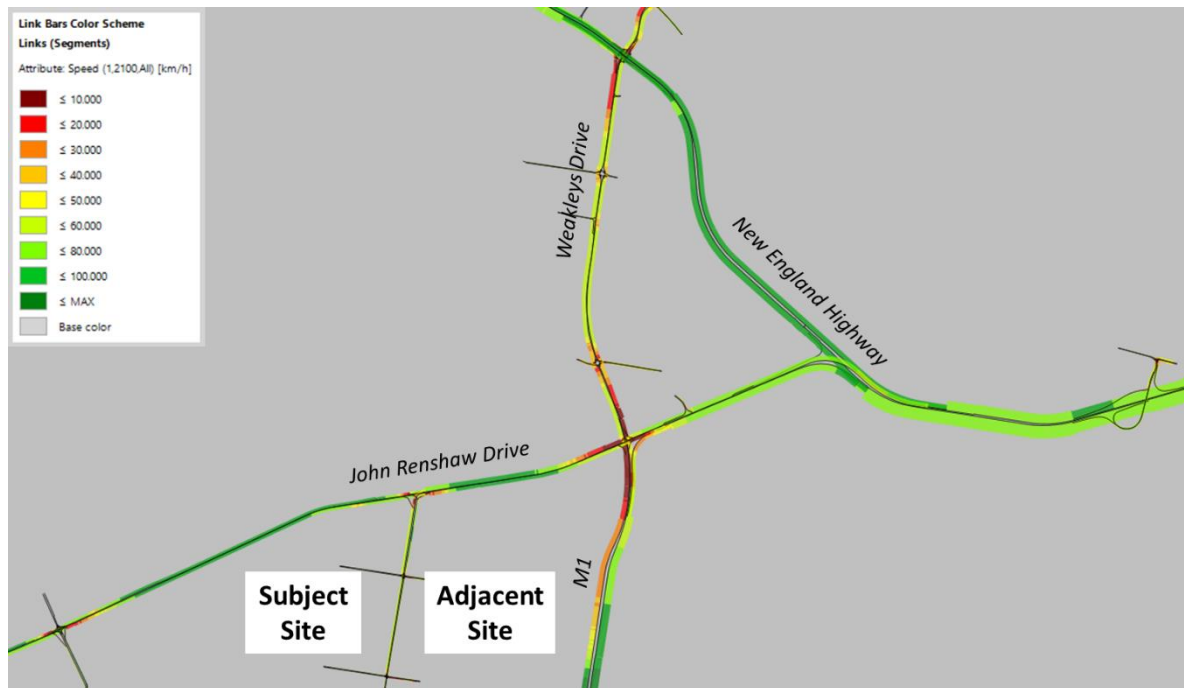 Link Bars Color Scheme
Links (Segments)
Attribute: Speed (1,2100,All) [km/h]
≤ 10.000
≤ 20.000
≤ 30.000
≤ 40.000
≤ 50.000
≤ 60.000
≤ 80.000
≤ 100.000
≤ MAX
Base color
Weakleys Drive
New England Highway
John Renshaw Drive
M1
Subject
Site
Adjacent
Site